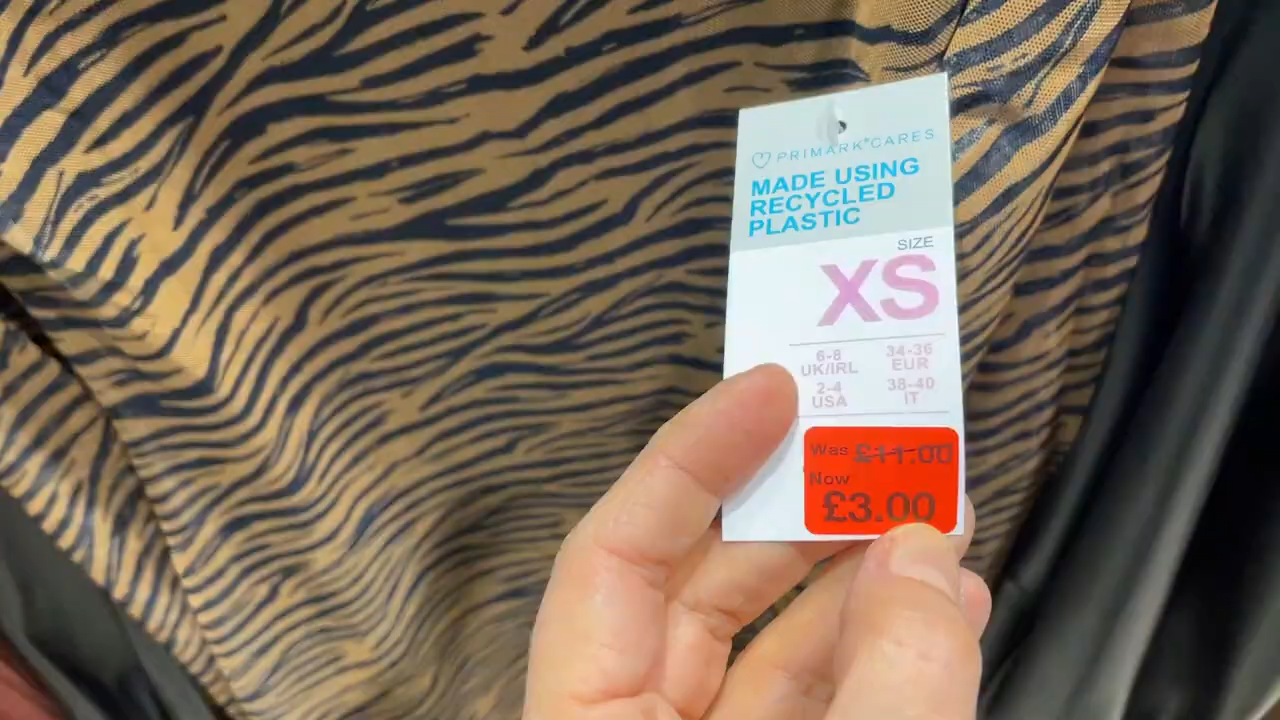 PRIMARK®CARES
MADE USING
RECYCLED
PLASTIC
SIZE
XS
6-8
UK/IRL
34-36
EUR
2-4
USA
38-40
IT
Was £11.00
Now
£3.00